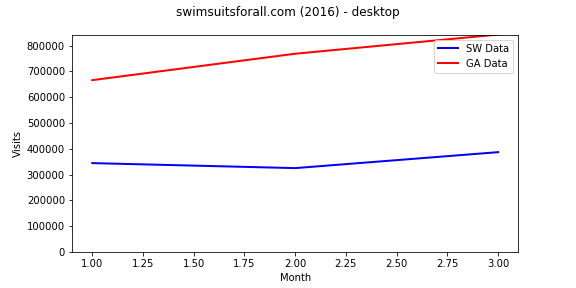 swimsuitsforall.com (2016) - desktop
800000
700000
600000
500000
400000
300000
200000
100000
0
Visits
SW Data
GA Data
1.00 1.25 1.50 1.75 2.00 2.25 2.50 2.75 3.00
Month